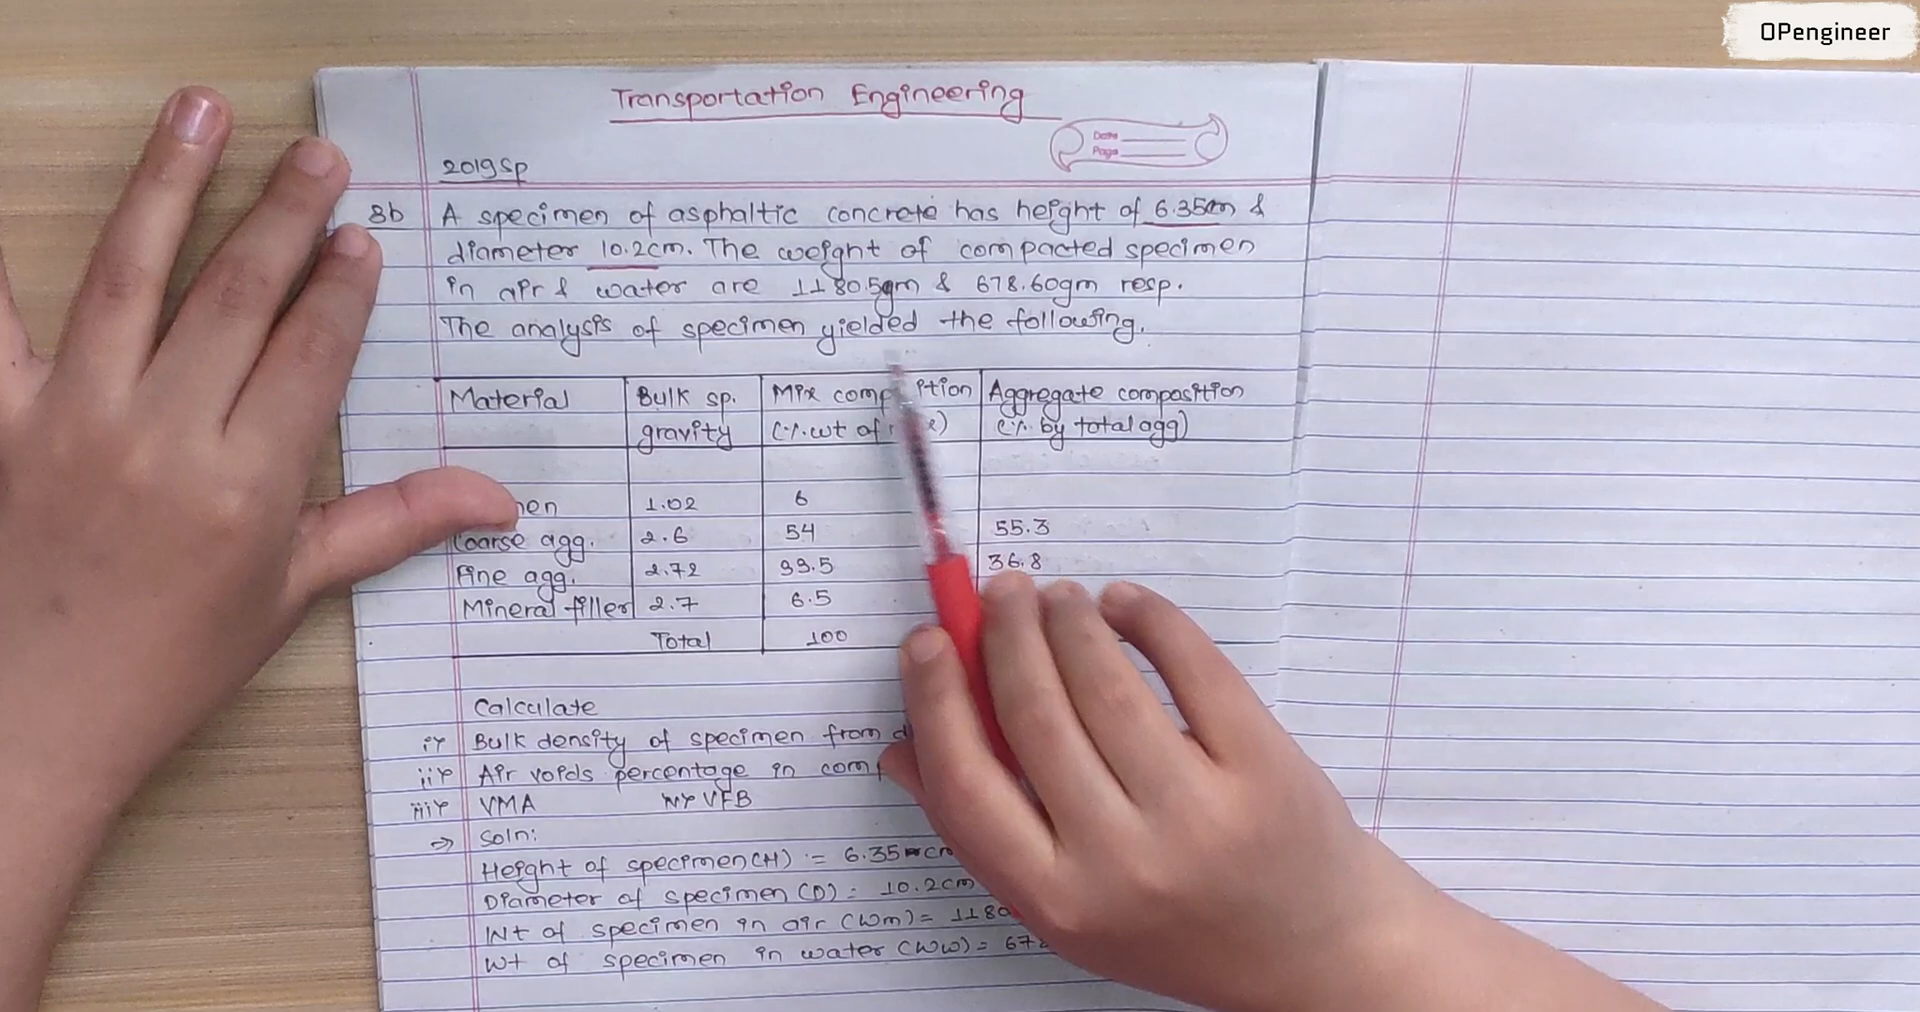 OPengineer
Transportation Engineering
Date
Page
2019 Sp
8b A specimen of asphaltic concrete has height of 6.35cm &
diameter 10.2cm. The weight of compacted specimen
in air & water are 1180.5gm & 678.60gm resp.
The analysis of specimen yielded the following.
Material Bulk sp. gravity Mix (%.wt of Aggregate composition (%. by total agg)
1.02 6
Coarse agg. 2.6 54 55.3
Fine agg. 2.72 33.5 36.8
Mineral filler 2.7 6.5
Total 100
Calculate
i> Bulk density of specimen from
ii> Air voids percentage in
iii> VMA iv> VFB
⇒ Soln:
Height of specimen(H) = 6.35 cm
Diameter of specimen (D) = 10.2cm
Wt of specimen in air (Wm) = 1180
Wt of specimen in water (Ww) = 67